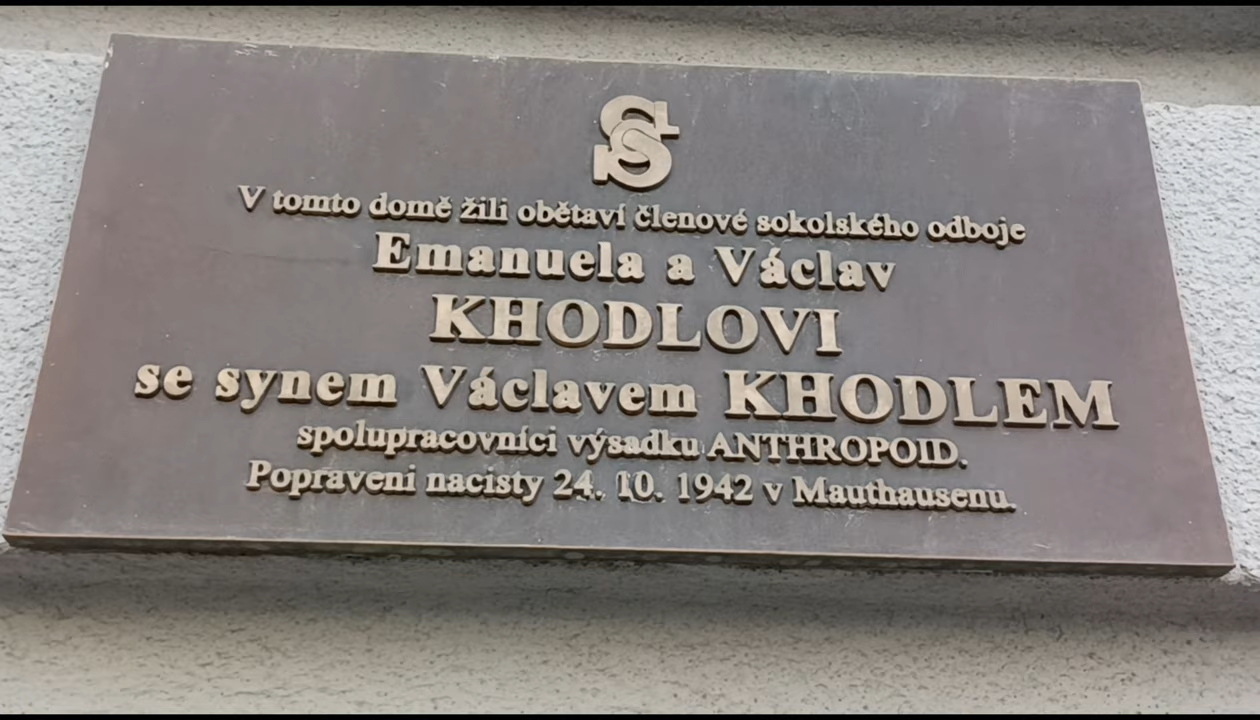 V tomto domě žili obětaví členové sokolského odboje
Emanuela a Václav
KHODLOVI
se synem Václavem KHODLEM
spolupracovníci výsadku ANTHROPOID.
Popraveni nacisty 24. 10. 1942 v Mauthausenu.